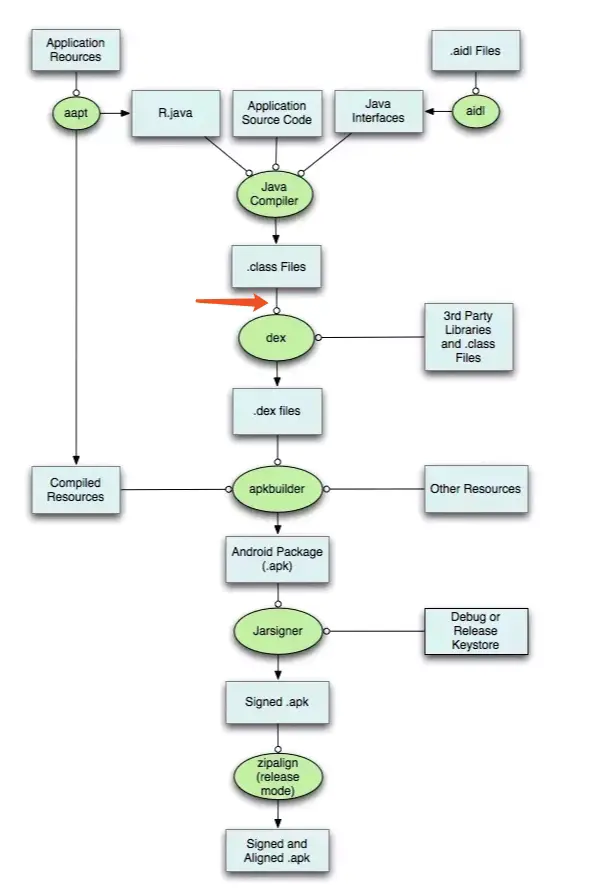 Application
Reources
.aidl Files
aapt
R.java
Application
Source Code
Java
Interfaces
aidl
Java
Compiler
.class Files
dex
3rd Party
Libraries
and .class
Files
.dex files
Compiled
Resources
apkbuilder
Other Resources
Android Package
(.apk)
Jarsigner
Debug or
Release
Keystore
Signed .apk
zipalign
(release
mode)
Signed and
Aligned .apk